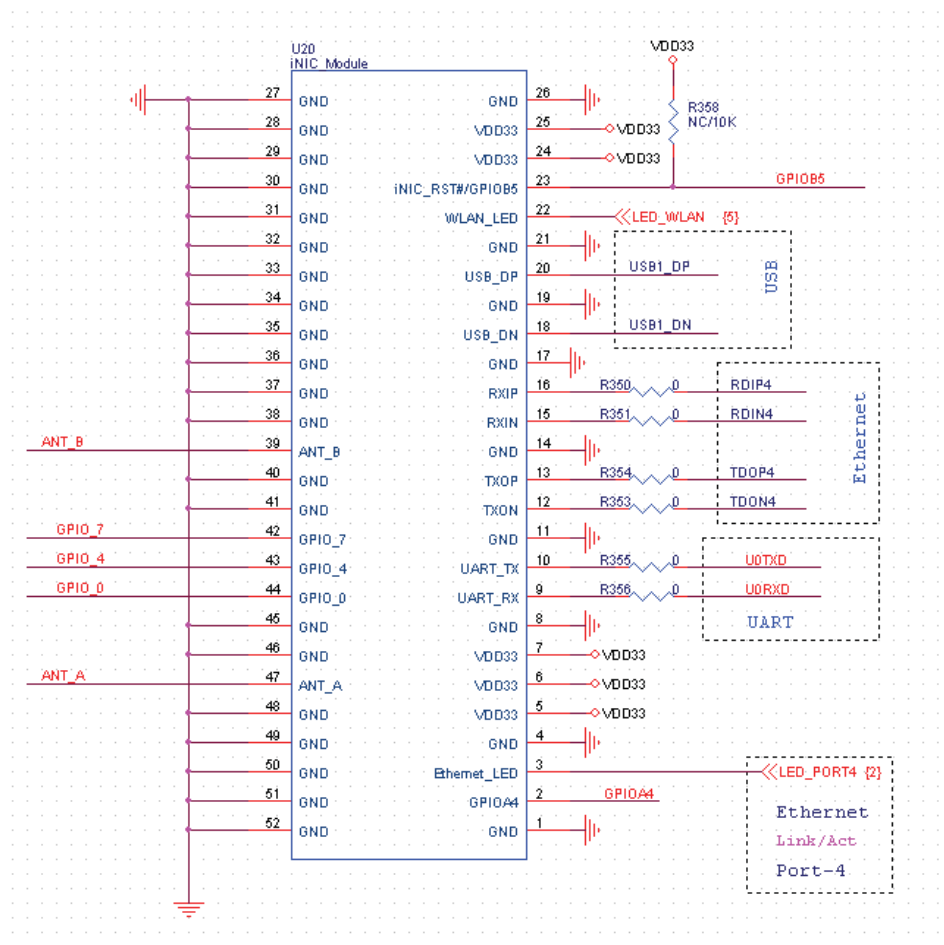 U20
iNIC_Module
VDD33
27 GND GND 26
R358
NC/10K
28 GND VDD33 25 VDD33
29 GND VDD33 24 VDD33
30 GND iNIC_RST#/GPIOB5 23 GPIOB5
31 GND WLAN_LED 22 LED_WLAN {5}
32 GND GND 21
33 GND USB_DP 20 USB1_DP
USB
34 GND GND 19
35 GND USB_DN 18 USB1_DN
36 GND GND 17
37 GND RXIP 16 R350 0 RDIP4
38 GND RXIN 15 R351 0 RDIN4
Ethernet
ANT_B 39 ANT_B GND 14
40 GND TXOP 13 R354 0 TDOP4
41 GND TXON 12 R353 0 TDON4
GPIO_7 42 GPIO_7 GND 11
GPIO_4 43 GPIO_4 UART_TX 10 R355 0 U0TXD
GPIO_0 44 GPIO_0 UART_RX 9 R356 0 U0RXD
45 GND GND 8
UART
46 GND VDD33 7 VDD33
ANT_A 47 ANT_A VDD33 6 VDD33
48 GND VDD33 5 VDD33
49 GND GND 4
50 GND Ethernet_LED 3 LED_PORT4 {2}
51 GND GPIOA4 2 GPIOA4
52 GND GND 1
Ethernet
Link/Act
Port-4